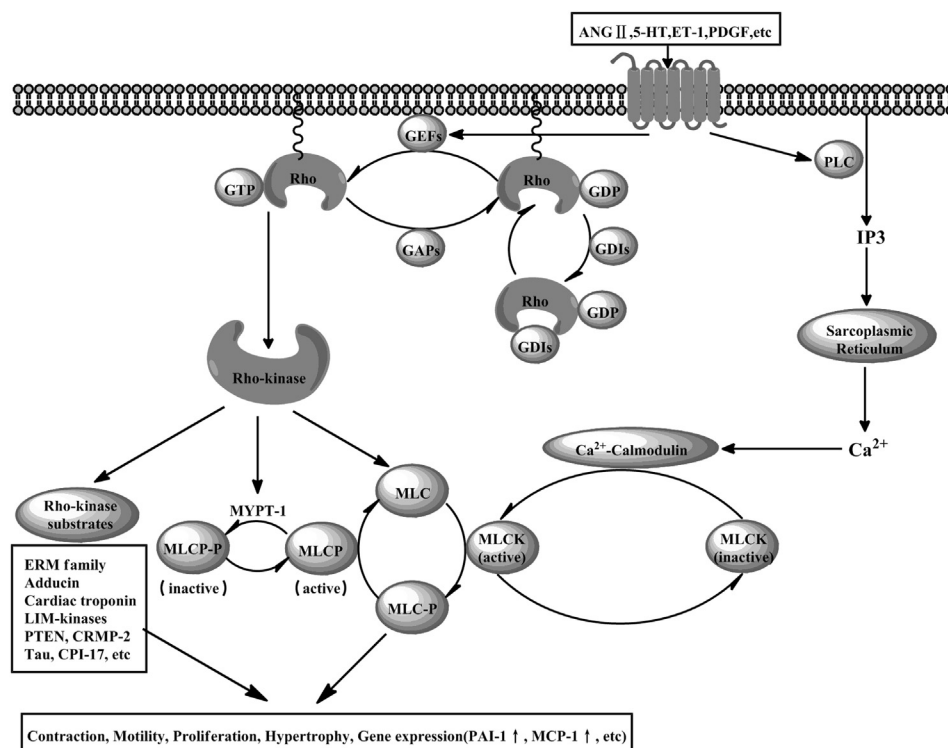 ANG Ⅱ,5-HT,ET-1,PDGF,etc
GEFs
PLC
GTP
Rho
Rho
GDP
GAPs
GDIs
IP3
Rho
GDP
GDIs
Sarcoplasmic
Reticulum
Rho-kinase
Ca²⁺-Calmodulin
Ca²⁺
MLC
Rho-kinase
substrates
MYPT-1
MLCP-P
(inactive)
MLCP
(active)
MLCK
(active)
MLCK
(inactive)
MLC-P
ERM family
Adducin
Cardiac troponin
LIM-kinases
PTEN, CRMP-2
Tau, CPI-17, etc
Contraction, Motility, Proliferation, Hypertrophy, Gene expression(PAI-1 ↑ , MCP-1 ↑ , etc)